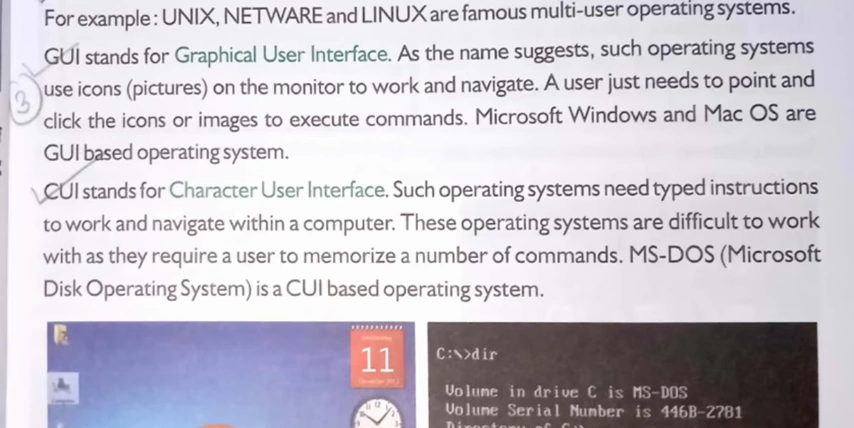 For example : UNIX, NETWARE and LINUX are famous multi-user operating systems.
GUI stands for Graphical User Interface. As the name suggests, such operating systems
3 use icons (pictures) on the monitor to work and navigate. A user just needs to point and
click the icons or images to execute commands. Microsoft Windows and Mac OS are
GUI based operating system.
CUI stands for Character User Interface. Such operating systems need typed instructions
to work and navigate within a computer. These operating systems are difficult to work
with as they require a user to memorize a number of commands. MS-DOS (Microsoft
Disk Operating System) is a CUI based operating system.
11
C:\>dir
Volume in drive C is MS-DOS
Volume Serial Number is 446B-2781